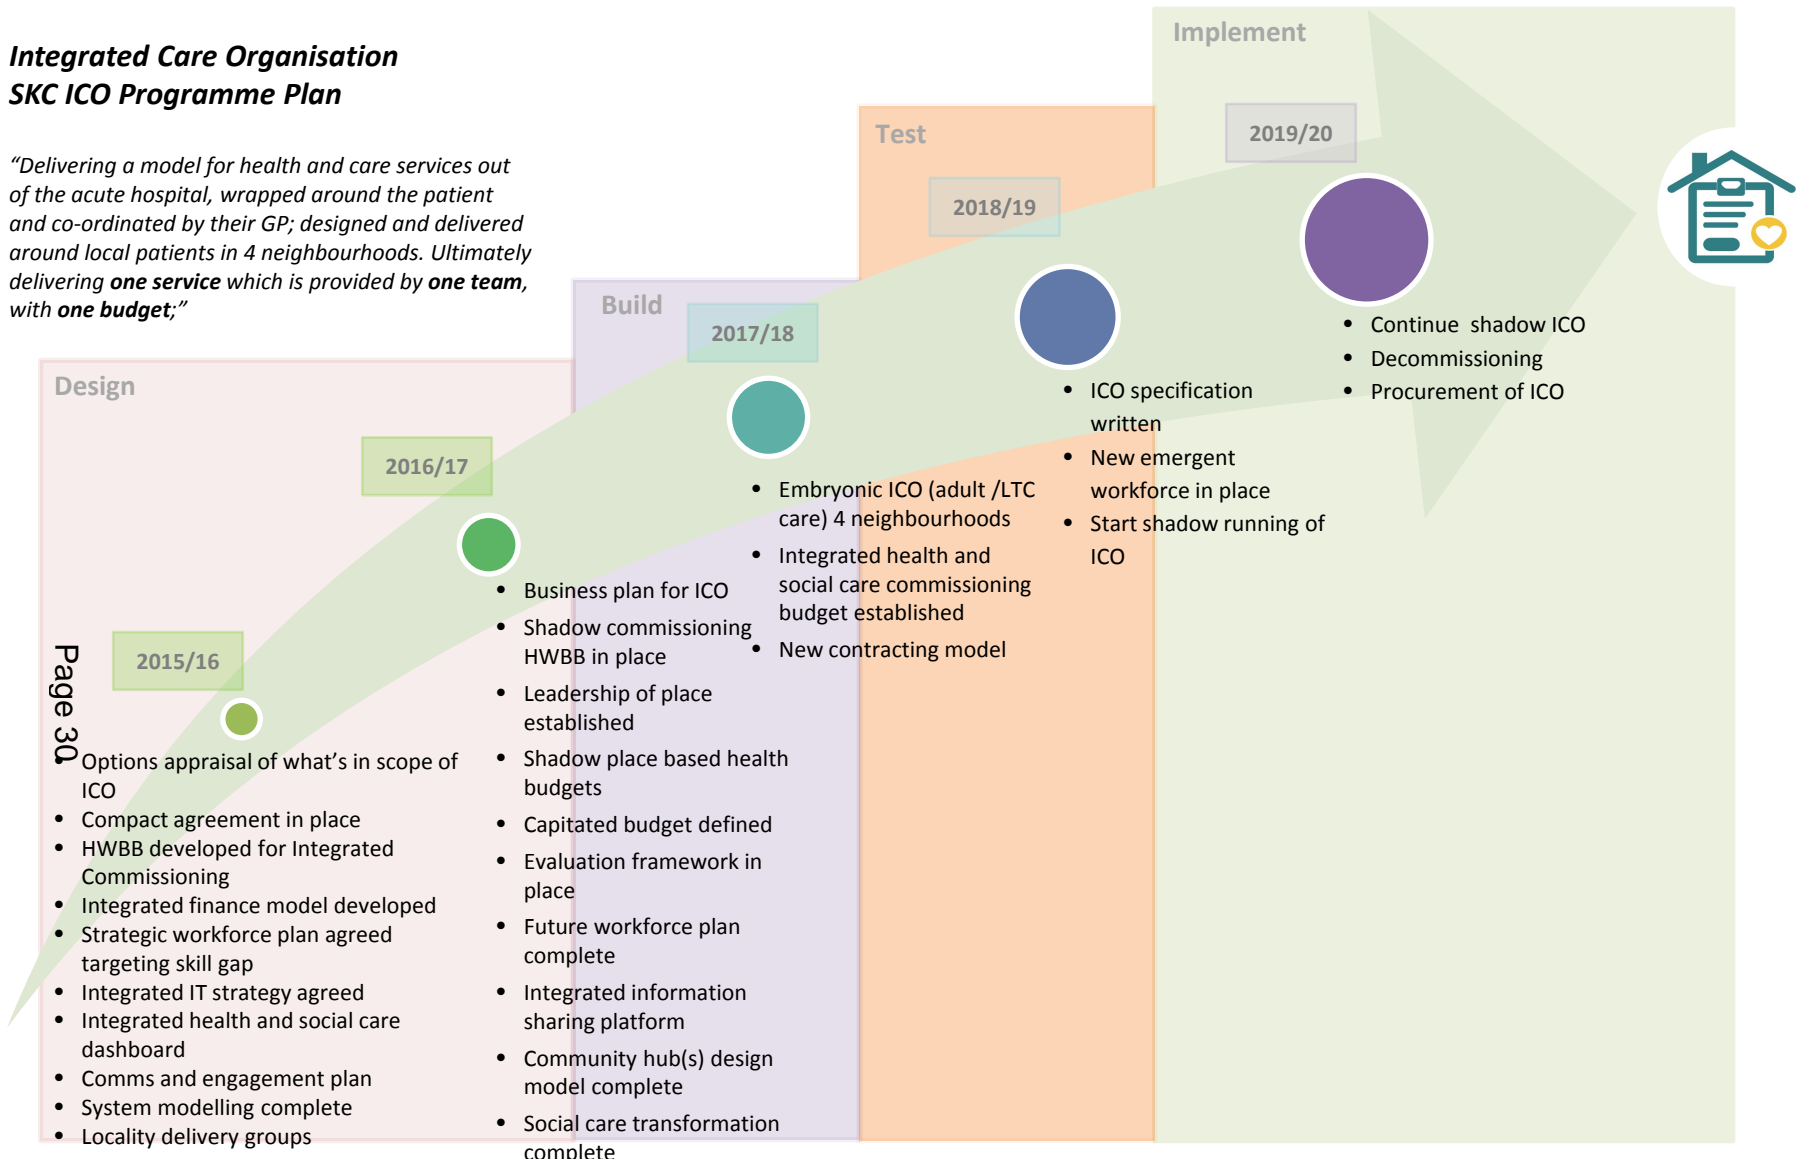 Integrated Care Organisation
SKC ICO Programme Plan
“Delivering a model for health and care services out
of the acute hospital, wrapped around the patient
and co-ordinated by their GP; designed and delivered
around local patients in 4 neighbourhoods. Ultimately
delivering one service which is provided by one team,
with one budget;”
Design
Build
Test
Implement
2015/16
• Options appraisal of what’s in scope of
ICO
• Compact agreement in place
• HWBB developed for Integrated
Commissioning
• Integrated finance model developed
• Strategic workforce plan agreed
targeting skill gap
• Integrated IT strategy agreed
• Integrated health and social care
dashboard
• Comms and engagement plan
• System modelling complete
• Locality delivery groups
2016/17
• Business plan for ICO
• Shadow commissioning
HWBB in place
• Leadership of place
established
• Shadow place based health
budgets
• Capitated budget defined
• Evaluation framework in
place
• Future workforce plan
complete
• Integrated information
sharing platform
• Community hub(s) design
model complete
• Social care transformation
complete
2017/18
• Embryonic ICO (adult /LTC
care) 4 neighbourhoods
• Integrated health and
social care commissioning
budget established
• New contracting model
2018/19
• ICO specification
written
• New emergent
workforce in place
• Start shadow running of
ICO
2019/20
• Continue shadow ICO
• Decommissioning
• Procurement of ICO
Page 30